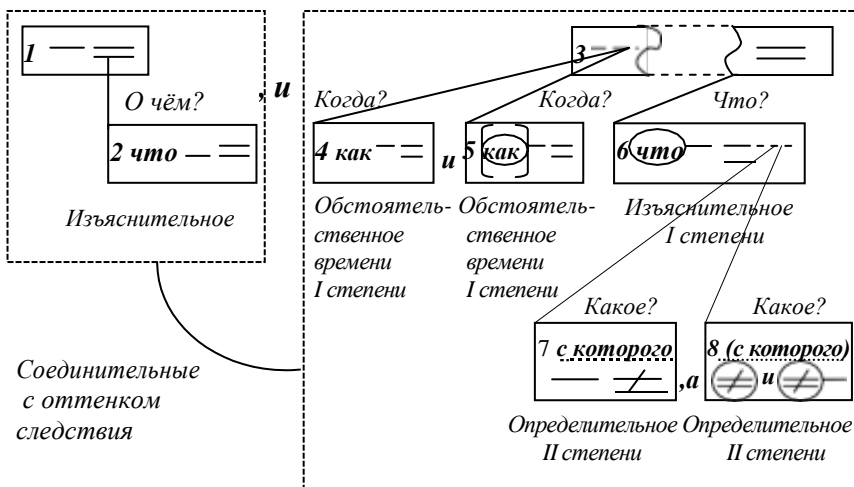 1
3
, и
О чём?
Когда?
Когда?
Что?
2 что
4 как
и
5 как
6 что
Изъяснительное
Обстоятель-
ственное
времени
I степени
Обстоятель-
ственное
времени
I степени
Изъяснительное
I степени
Какое?
Какое?
7 с которого
,а
8 (с которого)
и
Соединительные
с оттенком
следствия
Определительное
II степени
Определительное
II степени